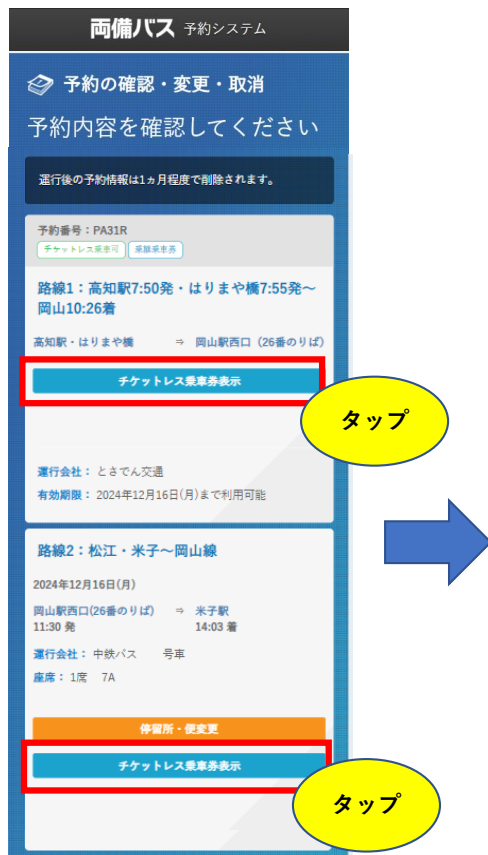 両備バス 予約システム
予約の確認・変更・取消
予約内容を確認してください
運行後の予約情報は1ヵ月程度で削除されます。
予約番号：PA31R
チケットレス乗車可 乗継乗車券
路線1：高知駅7:50発・はりまや橋7:55発～
岡山10:26着
高知駅・はりまや橋 ⇒ 岡山駅西口（26番のりば）
チケットレス乗車券表示
タップ
運行会社： とさでん交通
有効期限： 2024年12月16日(月)まで利用可能
路線2：松江・米子～岡山線
2024年12月16日(月)
岡山駅西口(26番のりば) ⇒ 米子駅
11:30 発 14:03 着
運行会社： 中鉄バス 号車
座席： 1席 7A
停留所・便変更
チケットレス乗車券表示
タップ